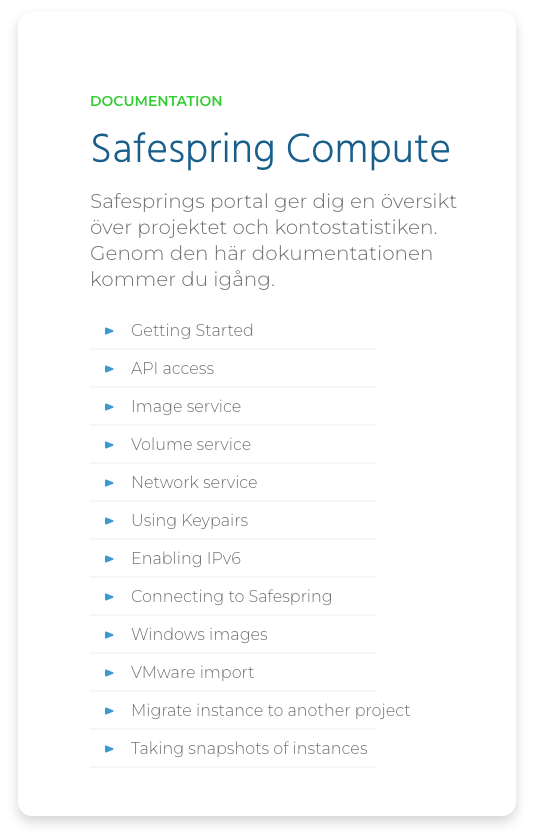 DOCUMENTATION
Safespring Compute
Safesprings portal ger dig en översikt
över projektet och kontostatistiken.
Genom den här dokumentationen
kommer du igång.
Getting Started
API access
Image service
Volume service
Network service
Using Keypairs
Enabling IPv6
Connecting to Safespring
Windows images
VMware import
Migrate instance to another project
Taking snapshots of instances